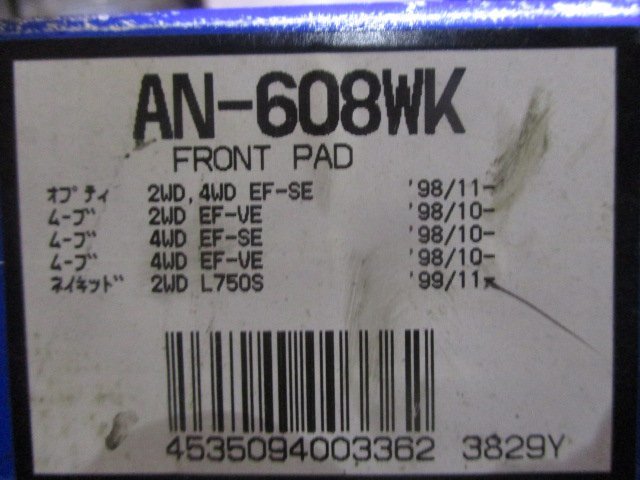 AN-608WK
FRONT PAD
ｵﾌﾟﾃｨ 2WD, 4WD EF-SE '98/11-
ﾑｰﾌﾞ 2WD EF-VE '98/10-
ﾑｰﾌﾞ 4WD EF-SE '98/10-
ﾑｰﾌﾞ 4WD EF-VE '98/10-
ﾈｲｷｯﾄﾞ 2WD L750S '99/11-
4535094003362 3829Y